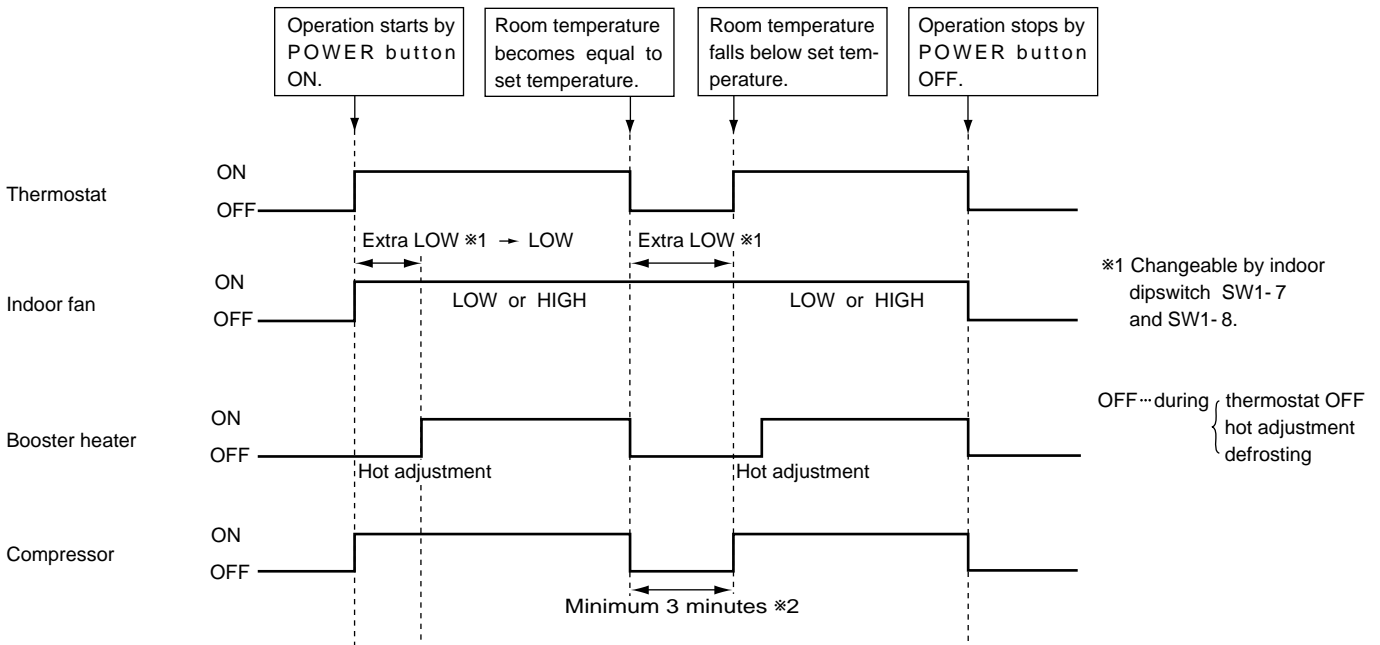 Operation starts by
POWER button
ON.
Room temperature
becomes equal to
set temperature.
Room temperature
falls below set tem-
perature.
Operation stops by
POWER button
OFF.
Thermostat
ON
OFF
Extra LOW ※1 → LOW
Extra LOW ※1
Indoor fan
ON
OFF
LOW or HIGH
LOW or HIGH
※1 Changeable by indoor
dipswitch SW1-7
and SW1-8.
Booster heater
ON
OFF
Hot adjustment
Hot adjustment
OFF···during { thermostat OFF
hot adjustment
defrosting
Compressor
ON
OFF
Minimum 3 minutes ※2